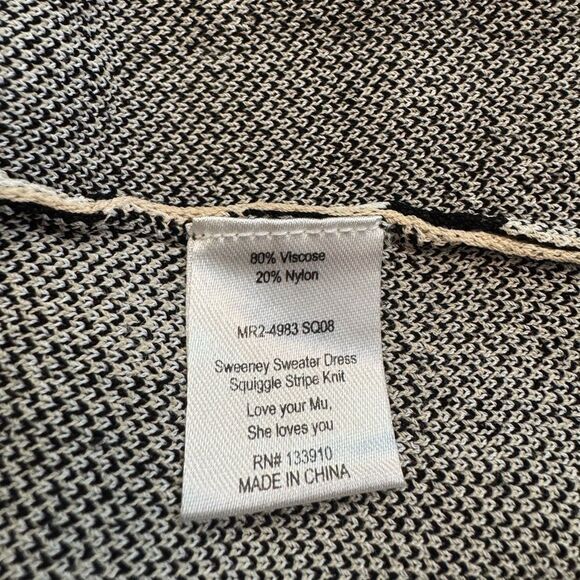 80% Viscose
20% Nylon
MR2-4983 SQ08
Sweeney Sweater Dress
Squiggle Stripe Knit
Love your Mu,
She loves you
RN# 133910
MADE IN CHINA